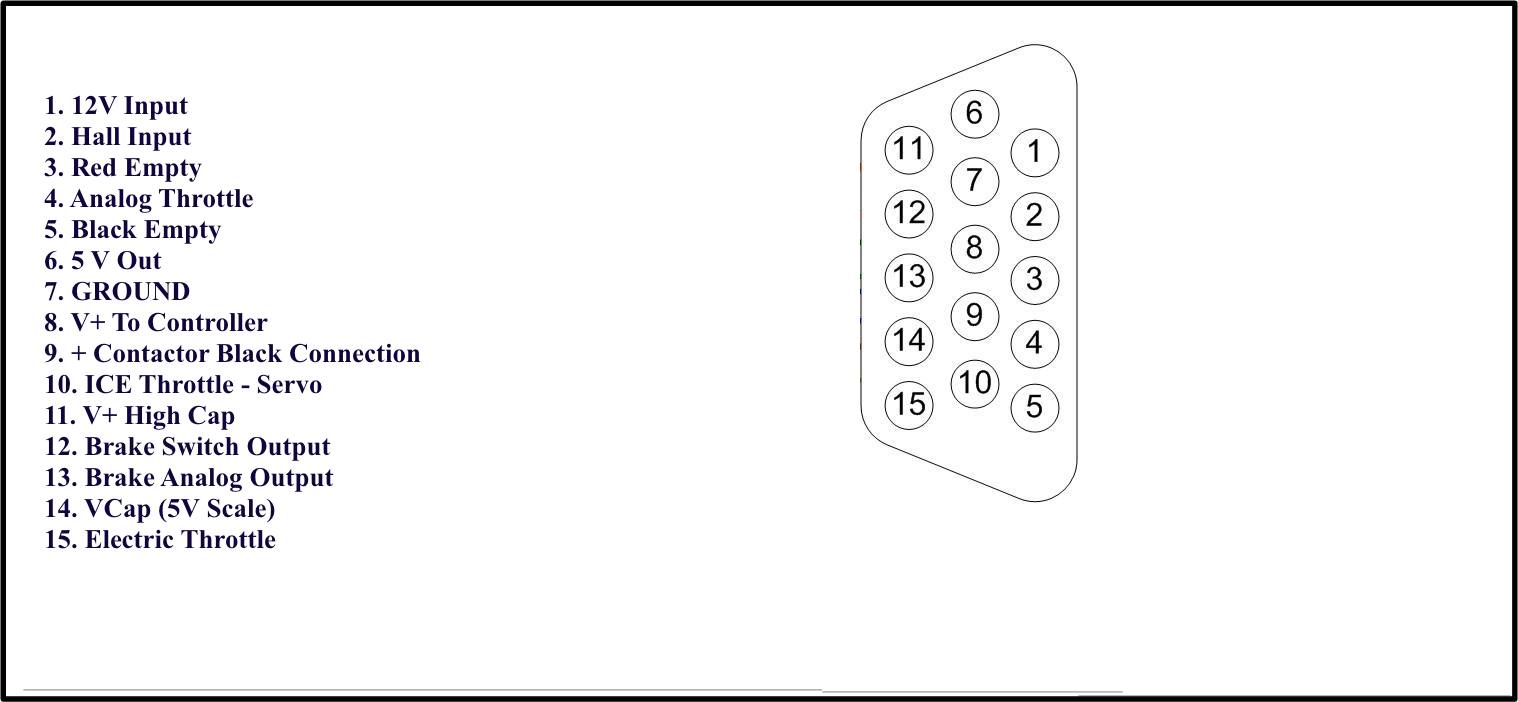 1. 12V Input
2. Hall Input
3. Red Empty
4. Analog Throttle
5. Black Empty
6. 5 V Out
7. GROUND
8. V+ To Controller
9. + Contactor Black Connection
10. ICE Throttle - Servo
11. V+ High Cap
12. Brake Switch Output
13. Brake Analog Output
14. VCap (5V Scale)
15. Electric Throttle
6
11
1
7
12
2
8
13
3
9
14
4
10
15
5